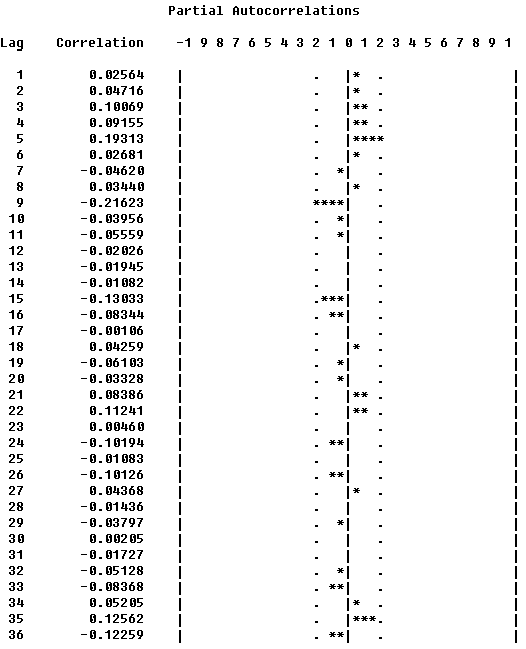 Partial Autocorrelations
Lag    Correlation    -1 9 8 7 6 5 4 3 2 1 0 1 2 3 4 5 6 7 8 9 1
  1        0.02564    |                .   |*  .                |
  2        0.04716    |                .   |*  .                |
  3        0.10069    |                .   |** .                |
  4        0.09155    |                .   |** .                |
  5        0.19313    |                .   |****                |
  6        0.02681    |                .   |*  .                |
  7       -0.04620    |                .  *|   .                |
  8        0.03440    |                .   |*  .                |
  9       -0.21623    |                ****|   .                |
 10       -0.03956    |                .  *|   .                |
 11       -0.05559    |                .  *|   .                |
 12       -0.02026    |                .   |   .                |
 13       -0.01945    |                .   |   .                |
 14       -0.01082    |                .   |   .                |
 15       -0.13033    |                .***|   .                |
 16       -0.08344    |                . **|   .                |
 17       -0.00106    |                .   |   .                |
 18        0.04259    |                .   |*  .                |
 19       -0.06103    |                .  *|   .                |
 20       -0.03328    |                .  *|   .                |
 21        0.08386    |                .   |** .                |
 22        0.11241    |                .   |** .                |
 23        0.00460    |                .   |   .                |
 24       -0.10194    |                . **|   .                |
 25       -0.01083    |                .   |   .                |
 26       -0.10126    |                . **|   .                |
 27        0.04368    |                .   |*  .                |
 28       -0.01436    |                .   |   .                |
 29       -0.03797    |                .  *|   .                |
 30        0.00205    |                .   |   .                |
 31       -0.01727    |                .   |   .                |
 32       -0.05128    |                .  *|   .                |
 33       -0.08368    |                . **|   .                |
 34        0.05205    |                .   |*  .                |
 35        0.12562    |                .   |***.                |
 36       -0.12259    |                . **|   .                |